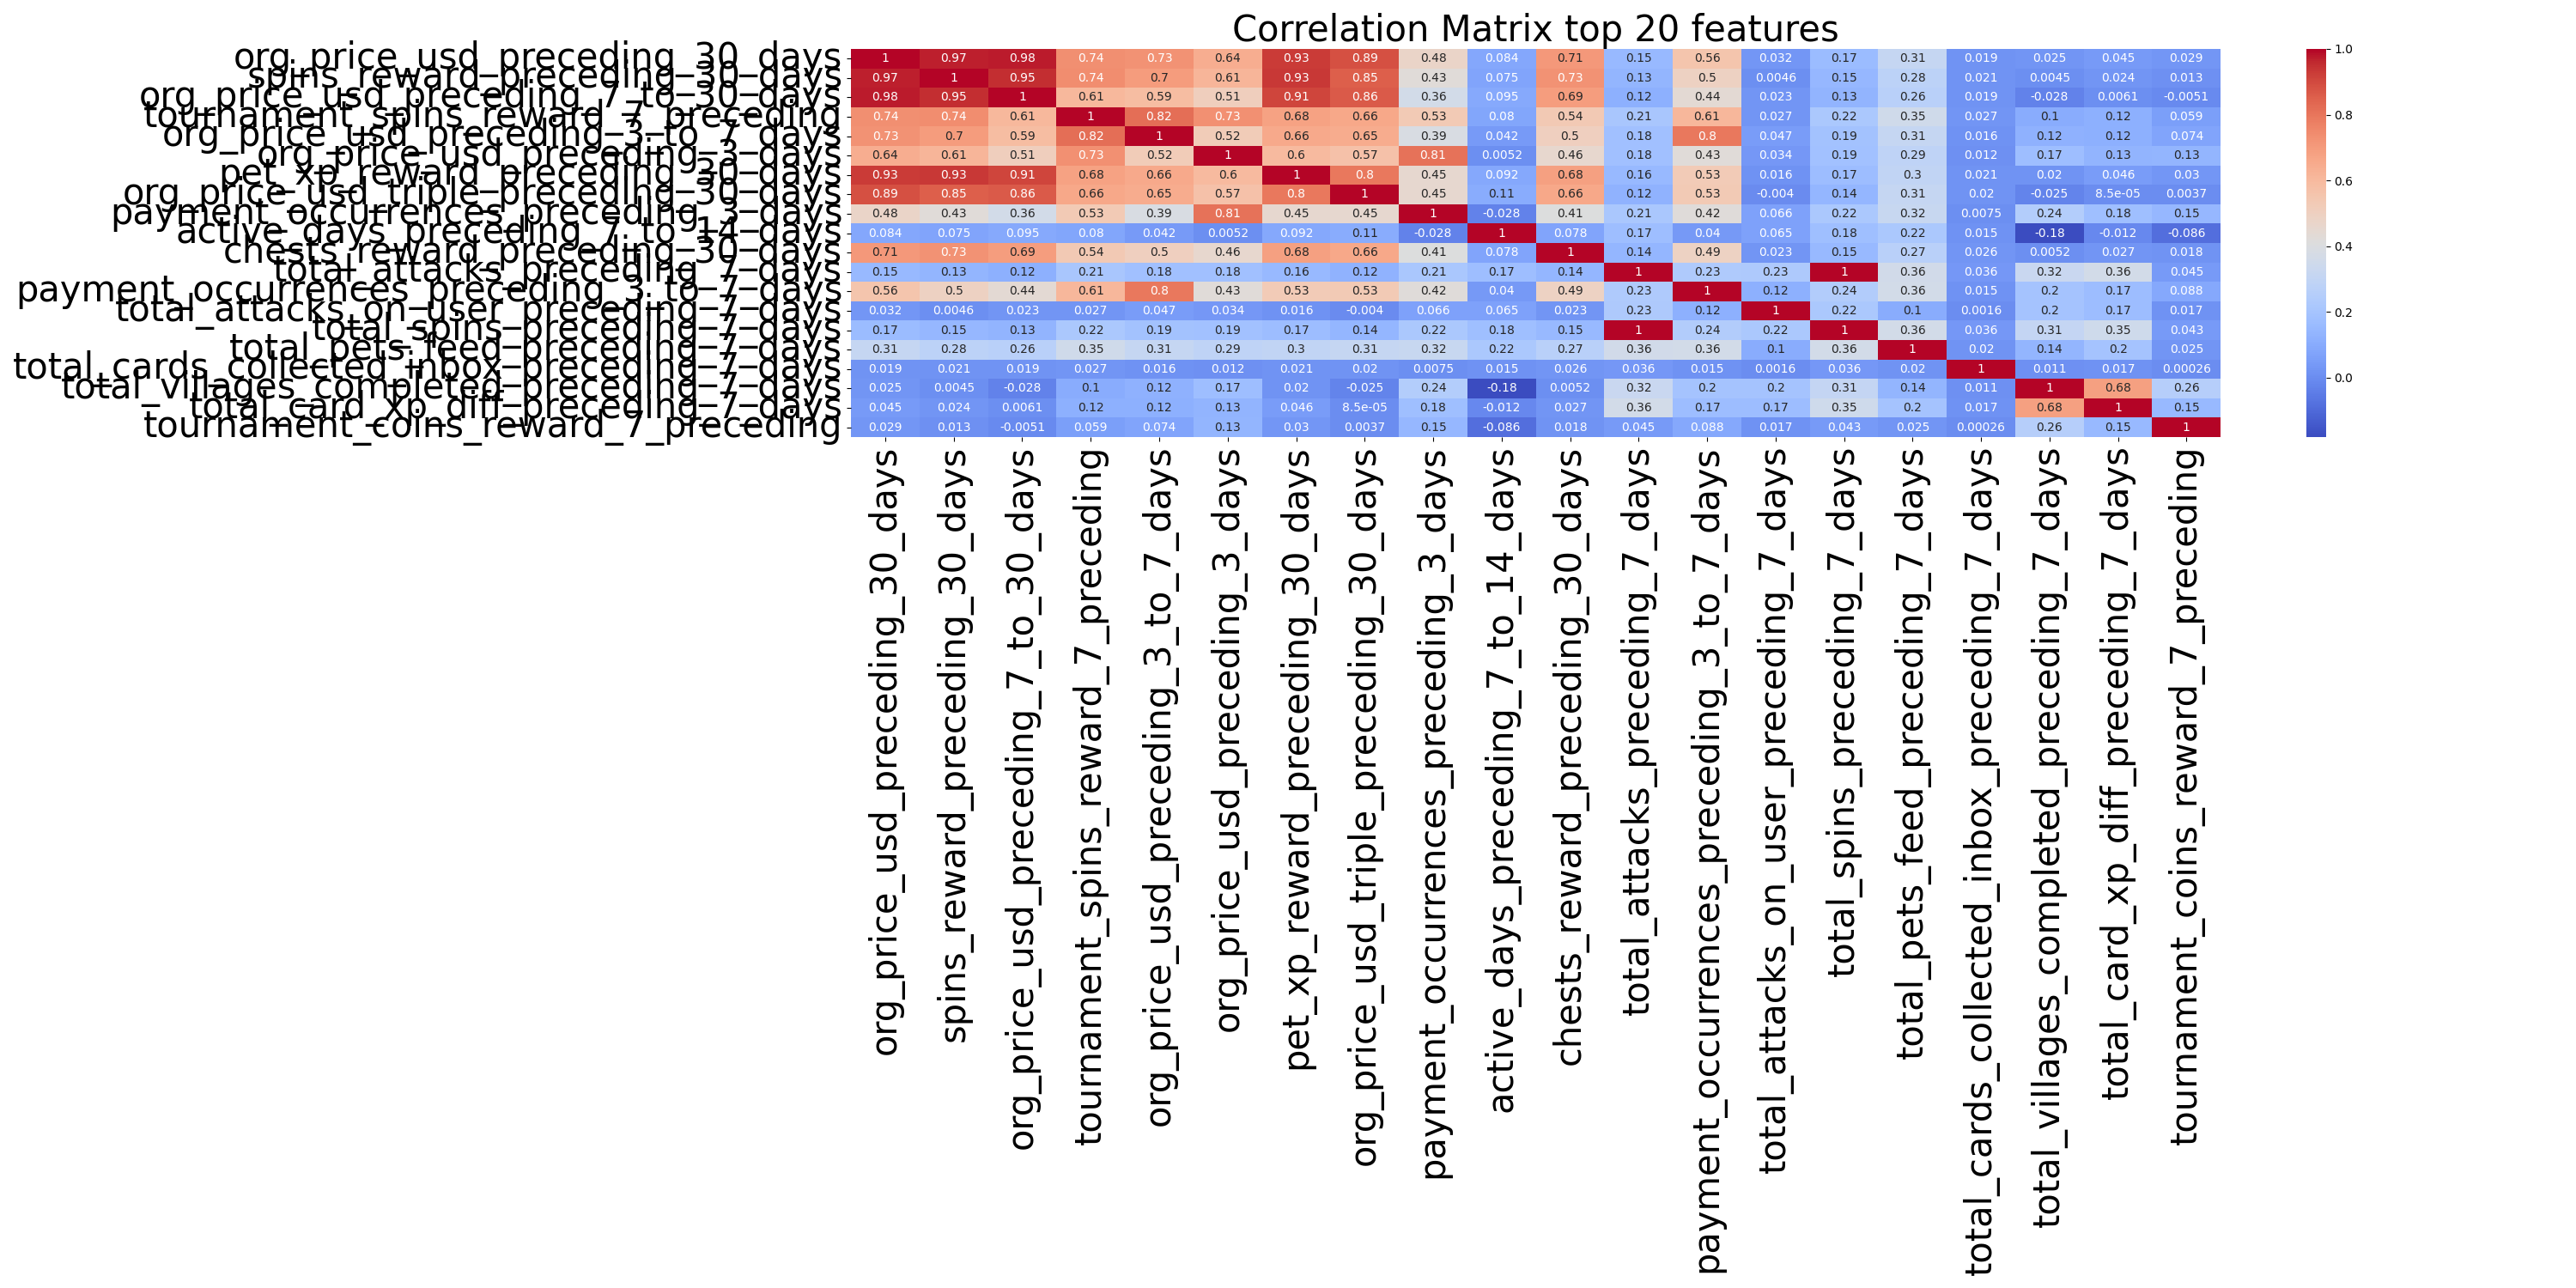 Correlation Matrix top 20 features
org_price_usd_preceding_30_days 1 0.97 0.98 0.74 0.73 0.64 0.93 0.89 0.48 0.084 0.71 0.15 0.56 0.032 0.17 0.31 0.019 0.025 0.045 0.029
spins_reward_preceding_30_days 0.97 1 0.95 0.74 0.7 0.61 0.93 0.85 0.43 0.075 0.73 0.13 0.5 0.0046 0.15 0.28 0.021 0.0045 0.024 0.013
org_price_usd_preceding_7_to_30_days 0.98 0.95 1 0.61 0.59 0.51 0.91 0.86 0.36 0.095 0.69 0.12 0.44 0.023 0.13 0.26 0.019 -0.028 0.0061 -0.0051
tournament_spins_reward_7_preceding 0.74 0.74 0.61 1 0.82 0.73 0.68 0.66 0.53 0.08 0.54 0.21 0.61 0.027 0.22 0.35 0.027 0.1 0.12 0.059
org_price_usd_preceding_3_to_7_days 0.73 0.7 0.59 0.82 1 0.52 0.66 0.65 0.39 0.042 0.5 0.18 0.8 0.047 0.19 0.31 0.016 0.12 0.12 0.074
org_price_usd_preceding_3_days 0.64 0.61 0.51 0.73 0.52 1 0.6 0.57 0.81 0.0052 0.46 0.18 0.43 0.034 0.19 0.29 0.012 0.17 0.13 0.13
pet_xp_reward_preceding_30_days 0.93 0.93 0.91 0.68 0.66 0.6 1 0.8 0.45 0.092 0.68 0.16 0.53 0.016 0.17 0.3 0.021 0.02 0.046 0.03
org_price_usd_triple_preceding_30_days 0.89 0.85 0.86 0.66 0.65 0.57 0.8 1 0.45 0.11 0.66 0.12 0.53 -0.004 0.14 0.31 0.02 -0.025 8.5e-05 0.0037
payment_occurrences_preceding_3_days 0.48 0.43 0.36 0.53 0.39 0.81 0.45 0.45 1 -0.028 0.41 0.21 0.42 0.066 0.22 0.32 0.0075 0.24 0.18 0.15
active_days_preceding_7_to_14_days 0.084 0.075 0.095 0.08 0.042 0.0052 0.092 0.11 -0.028 1 0.078 0.17 0.04 0.065 0.18 0.22 0.015 -0.18 -0.012 -0.086
chests_reward_preceding_30_days 0.71 0.73 0.69 0.54 0.5 0.46 0.68 0.66 0.41 0.078 1 0.14 0.49 0.023 0.15 0.27 0.026 0.0052 0.027 0.018
total_attacks_preceding_7_days 0.15 0.13 0.12 0.21 0.18 0.18 0.16 0.12 0.21 0.17 0.14 1 0.23 0.23 1 0.36 0.036 0.32 0.36 0.045
payment_occurrences_preceding_3_to_7_days 0.56 0.5 0.44 0.61 0.8 0.43 0.53 0.53 0.42 0.04 0.49 0.23 1 0.12 0.24 0.36 0.015 0.2 0.17 0.088
total_attacks_on_user_preceding_7_days 0.032 0.0046 0.023 0.027 0.047 0.034 0.016 -0.004 0.066 0.065 0.023 0.23 0.12 1 0.22 0.1 0.0016 0.2 0.17 0.017
total_spins_preceding_7_days 0.17 0.15 0.13 0.22 0.19 0.19 0.17 0.14 0.22 0.18 0.15 1 0.24 0.22 1 0.36 0.036 0.31 0.35 0.043
total_pets_feed_preceding_7_days 0.31 0.28 0.26 0.35 0.31 0.29 0.3 0.31 0.32 0.22 0.27 0.36 0.36 0.1 0.36 1 0.02 0.14 0.2 0.025
total_cards_collected_inbox_preceding_7_days 0.019 0.021 0.019 0.027 0.016 0.012 0.021 0.02 0.0075 0.015 0.026 0.036 0.015 0.0016 0.036 0.02 1 0.011 0.017 0.00026
total_villages_completed_preceding_7_days 0.025 0.0045 -0.028 0.1 0.12 0.17 0.02 -0.025 0.24 -0.18 0.0052 0.32 0.2 0.2 0.31 0.14 0.011 1 0.68 0.26
total_card_xp_diff_preceding_7_days 0.045 0.024 0.0061 0.12 0.12 0.13 0.046 8.5e-05 0.18 -0.012 0.027 0.36 0.17 0.17 0.35 0.2 0.017 0.68 1 0.15
tournament_coins_reward_7_preceding 0.029 0.013 -0.0051 0.059 0.074 0.13 0.03 0.0037 0.15 -0.086 0.018 0.045 0.088 0.017 0.043 0.025 0.00026 0.26 0.15 1
org_price_usd_preceding_30_days
spins_reward_preceding_30_days
org_price_usd_preceding_7_to_30_days
tournament_spins_reward_7_preceding
org_price_usd_preceding_3_to_7_days
org_price_usd_preceding_3_days
pet_xp_reward_preceding_30_days
org_price_usd_triple_preceding_30_days
payment_occurrences_preceding_3_days
active_days_preceding_7_to_14_days
chests_reward_preceding_30_days
total_attacks_preceding_7_days
payment_occurrences_preceding_3_to_7_days
total_attacks_on_user_preceding_7_days
total_spins_preceding_7_days
total_pets_feed_preceding_7_days
total_cards_collected_inbox_preceding_7_days
total_villages_completed_preceding_7_days
total_card_xp_diff_preceding_7_days
tournament_coins_reward_7_preceding
1.0
0.8
0.6
0.4
0.2
0.0